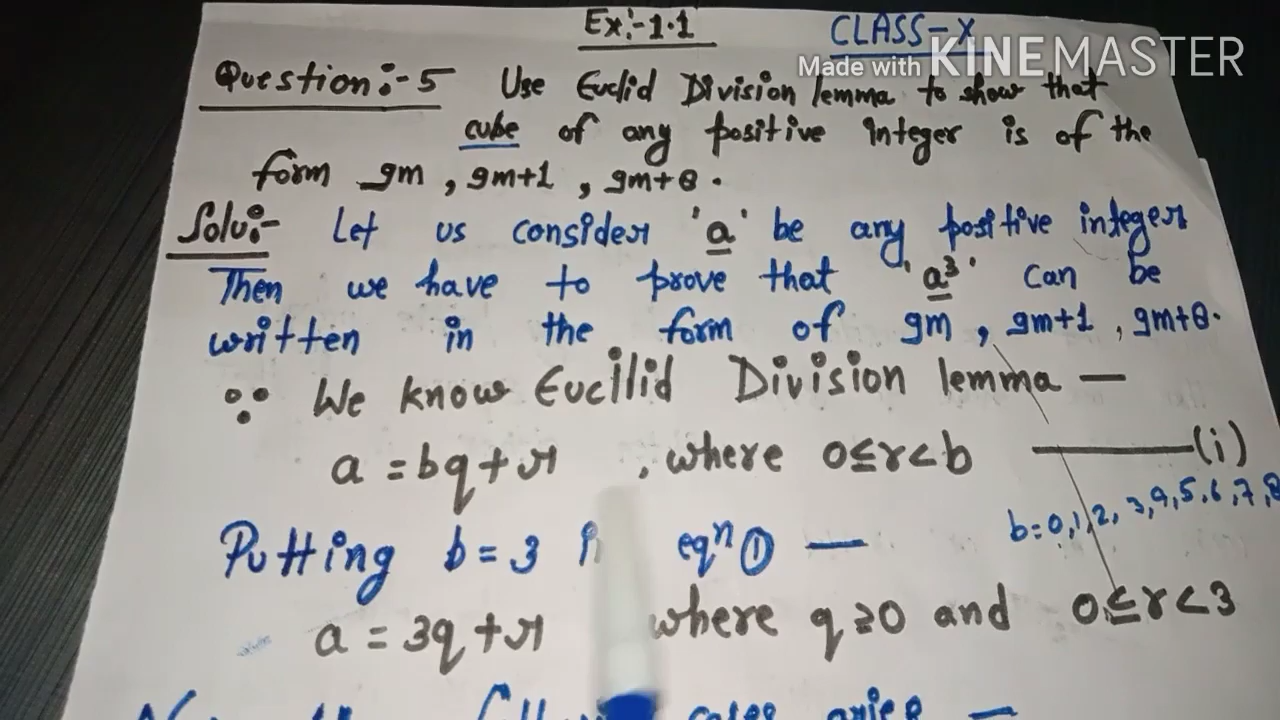 Ex:-1.1 CLASS-X
Made with KINEMASTER
Question:-5 Use Euclid Division lemma to show that
cube of any positive integer is of the
form 9m, 9m+1, 9m+8.
Solu:- Let us consider 'a' be any positive integer
Then we have to prove that 'a³' can be
written in the form of 9m, 9m+1, 9m+8.
∵ We know Eucilid Division lemma —
a = bq + r , where 0≤r<b —— (i)
b=0,1,2,3,4,5,6,7,8
Putting b=3 eqⁿ ① —
a = 3q + r where q≥0 and 0≤r<3
cases